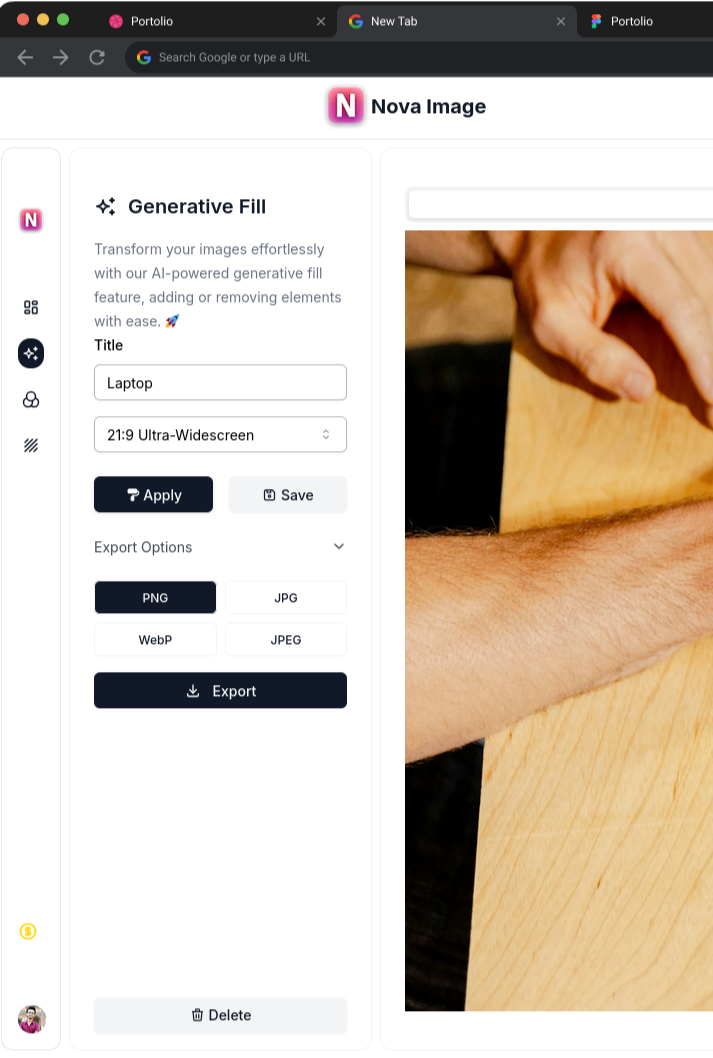 Portolio
New Tab
Portolio
Search Google or type a URL
N Nova Image
N
Generative Fill
Transform your images effortlessly
with our AI-powered generative fill
feature, adding or removing elements
with ease. 🚀
Title
Laptop
21:9 Ultra-Widescreen
Apply
Save
Export Options
PNG
JPG
WebP
JPEG
Export
$
Delete